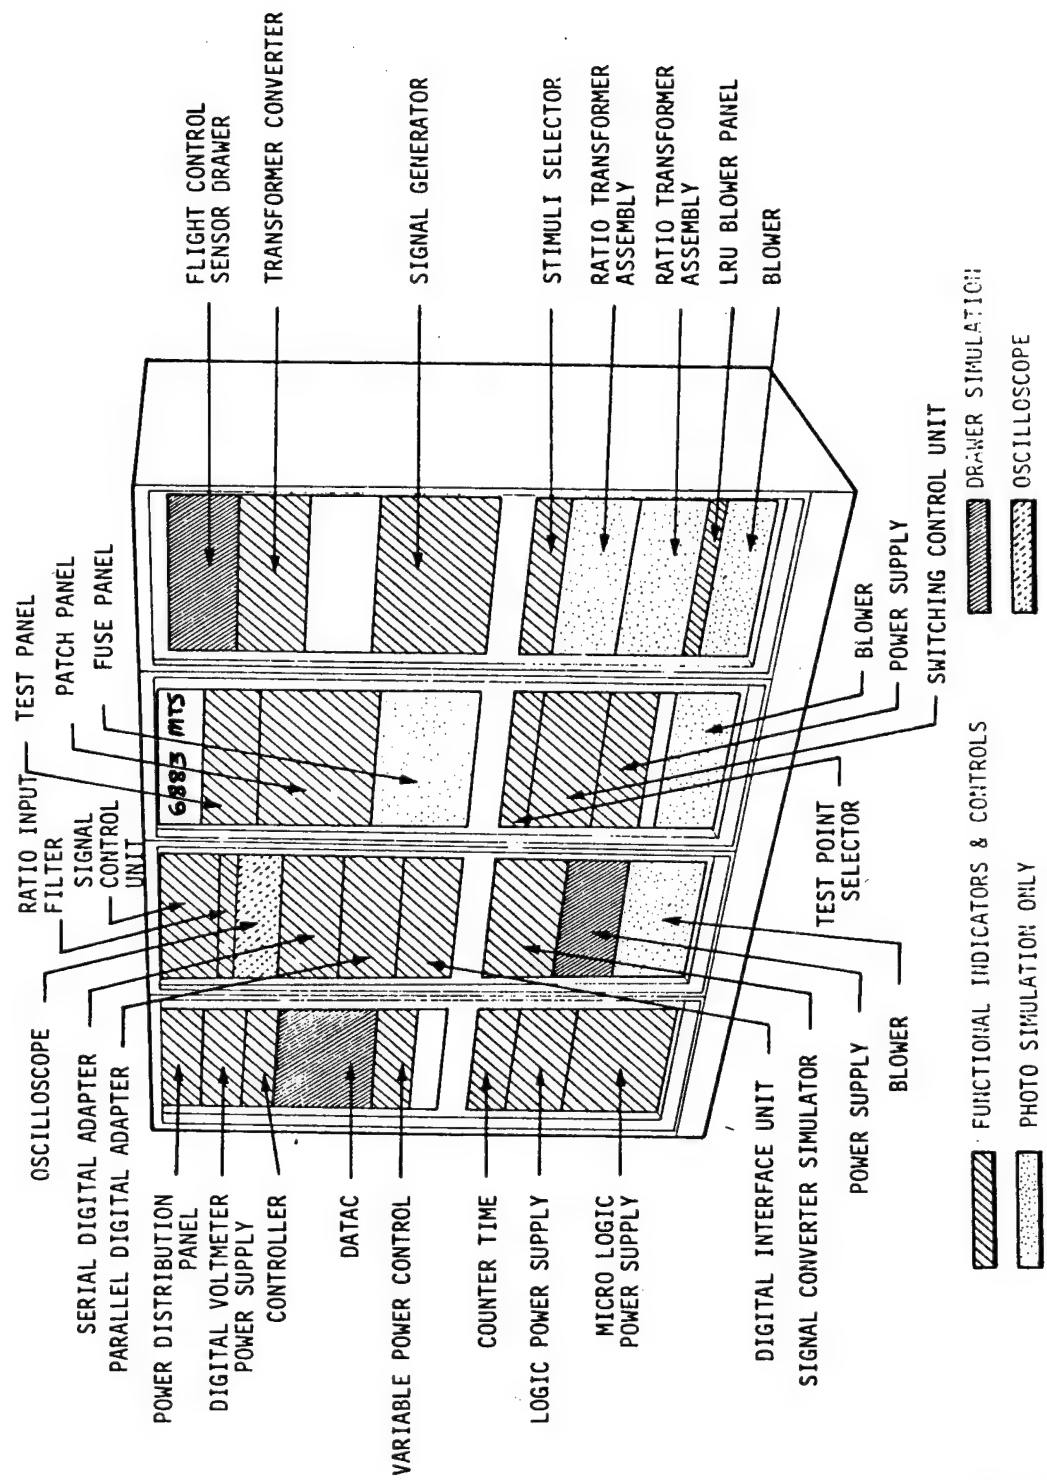 OSCILLOSCOPE
SERIAL DIGITAL ADAPTER
PARALLEL DIGITAL ADAPTER
POWER DISTRIBUTION
PANEL
DIGITAL VOLTMETER
POWER SUPPLY
CONTROLLER
DATAC
VARIABLE POWER CONTROL
COUNTER TIME
LOGIC POWER SUPPLY
MICRO LOGIC
POWER SUPPLY
DIGITAL INTERFACE UNIT
SIGNAL CONVERTER SIMULATOR
POWER SUPPLY
BLOWER
RATIO INPUT
FILTER
SIGNAL
CONTROL
UNIT
TEST PANEL
PATCH PANEL
FUSE PANEL
6883 MTS
TEST POINT
SELECTOR
BLOWER
POWER SUPPLY
SWITCHING CONTROL UNIT
FLIGHT CONTROL
SENSOR DRAWER
TRANSFORMER CONVERTER
SIGNAL GENERATOR
STIMULI SELECTOR
RATIO TRANSFORMER
ASSEMBLY
RATIO TRANSFORMER
ASSEMBLY
LRU BLOWER PANEL
BLOWER
FUNCTIONAL INDICATORS & CONTROLS
PHOTO SIMULATION ONLY
DRAWER SIMULATION
OSCILLOSCOPE